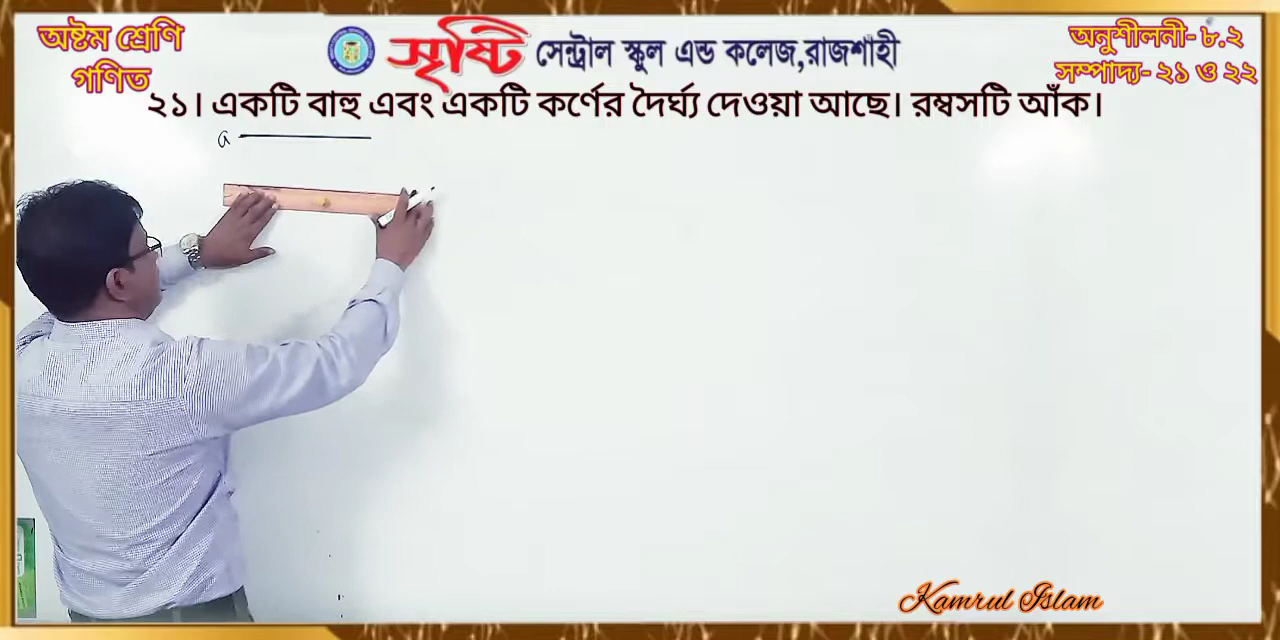 অষ্টম শ্রেণি
গণিত
সৃষ্টি সেন্ট্রাল স্কুল এন্ড কলেজ,রাজশাহী
অনুশীলনী- ৮.২
সম্পাদ্য- ২১ ও ২২
২১। একটি বাহু এবং একটি কর্ণের দৈর্ঘ্য দেওয়া আছে। রম্বসটি আঁক।
a
Kamrul Islam